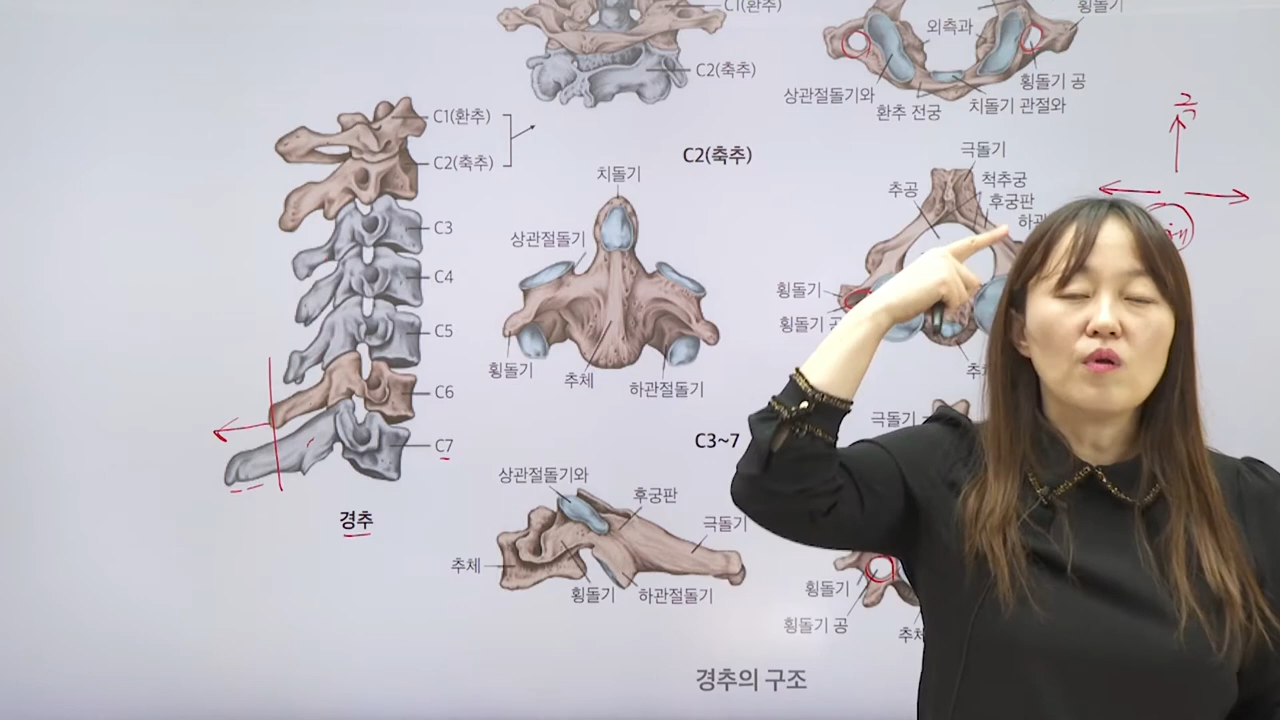 C1(환추)
C2(축추)
외측과
횡돌기
상관절돌기와
환추 전궁
치돌기 관절와
횡돌기 공
C1(환추)
C2(축추)
C3
C4
C5
C6
C7
경추
C2(축추)
치돌기
상관절돌기
횡돌기
추체
하관절돌기
극돌기
추공
척추궁
후궁판
하관
횡돌기
횡돌기 공
추체
C3~7
상관절돌기와
후궁판
극돌기
추체
횡돌기
하관절돌기
극돌기
횡돌기
횡돌기 공
추체
경추의 구조